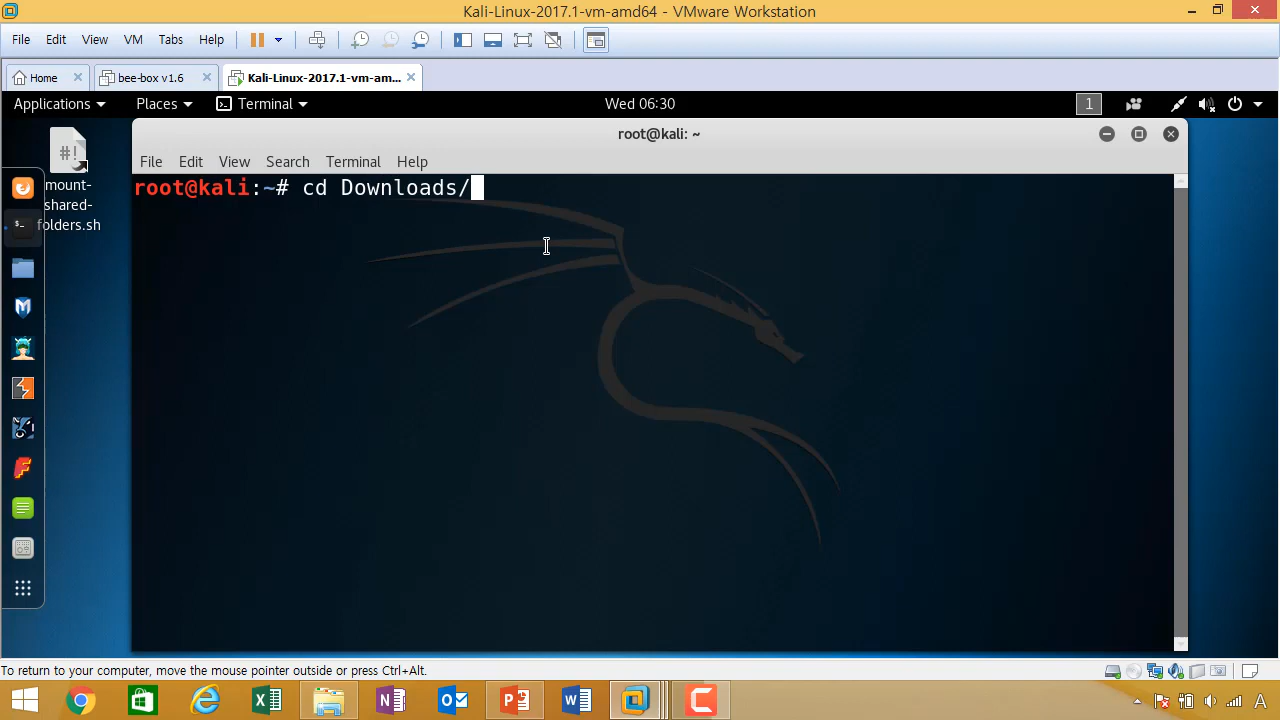 Kali-Linux-2017.1-vm-amd64 - VMware Workstation
File Edit View VM Tabs Help
Home bee-box v1.6 Kali-Linux-2017.1-vm-am...
Applications Places Terminal Wed 06:30 1
root@kali: ~
#!
mount-
shared-
folders.sh
File Edit View Search Terminal Help
root@kali:~# cd Downloads/
To return to your computer, move the mouse pointer outside or press Ctrl+Alt.
A